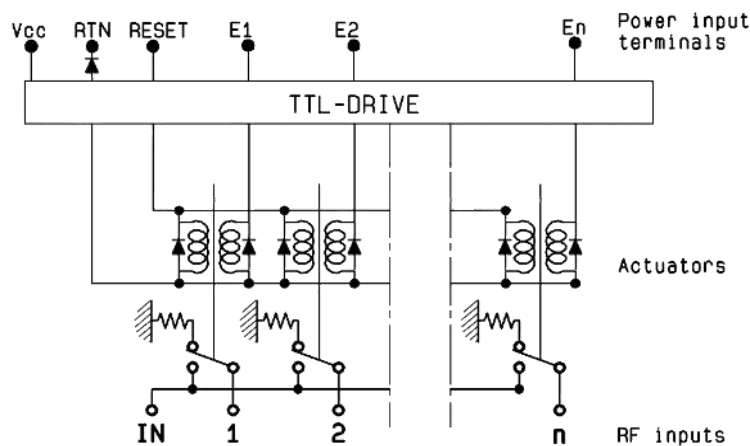 Vcc RTN RESET E1 E2 En
Power input
terminals
TTL-DRIVE
Actuators
IN 1 2 n
RF inputs